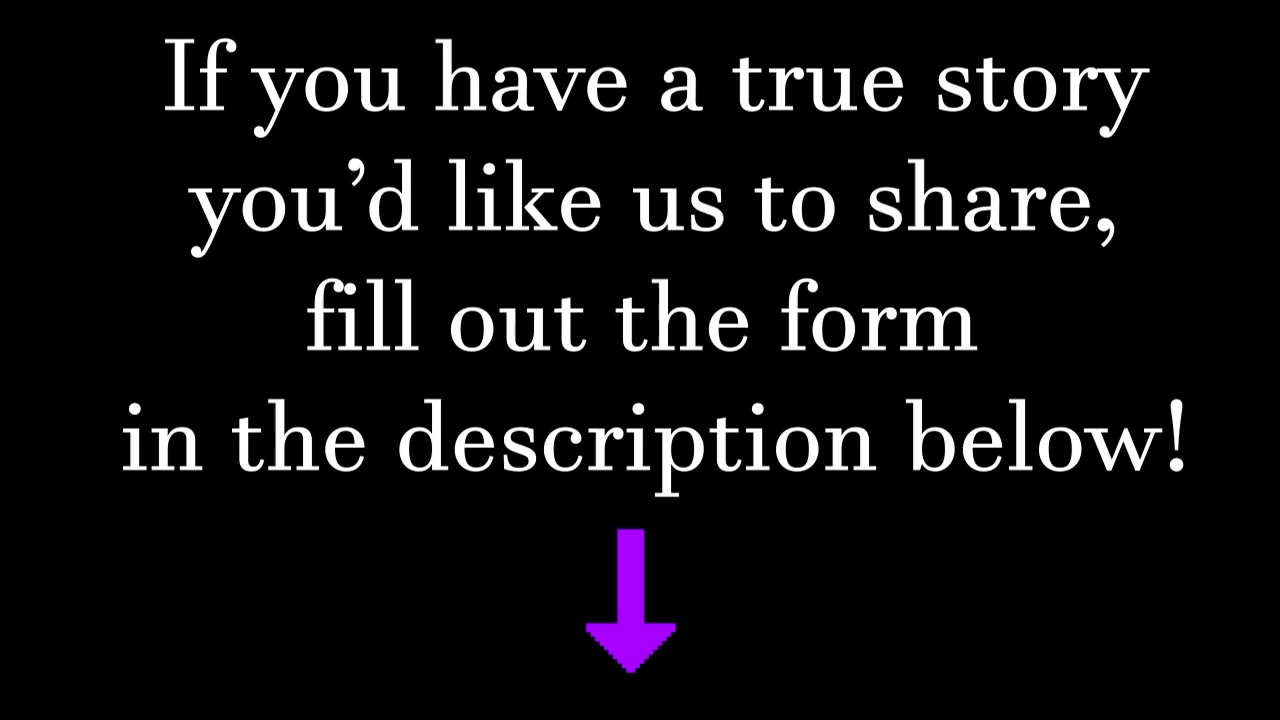 If you have a true story
you’d like us to share,
fill out the form
in the description below!